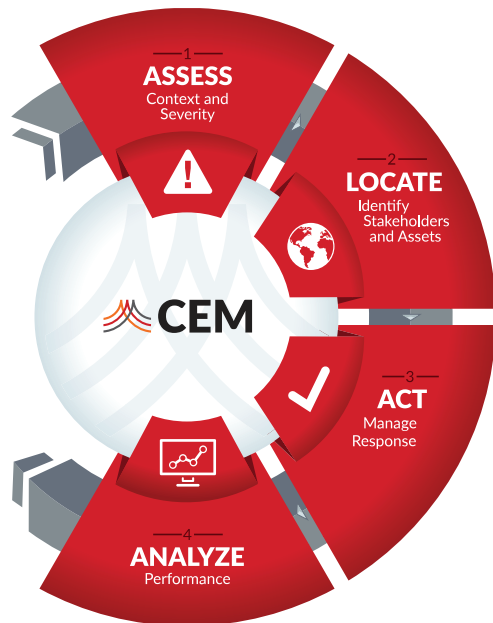 1
ASSESS
Context and
Severity
2
LOCATE
Identify
Stakeholders
and Assets
CEM
3
ACT
Manage
Response
4
ANALYZE
Performance